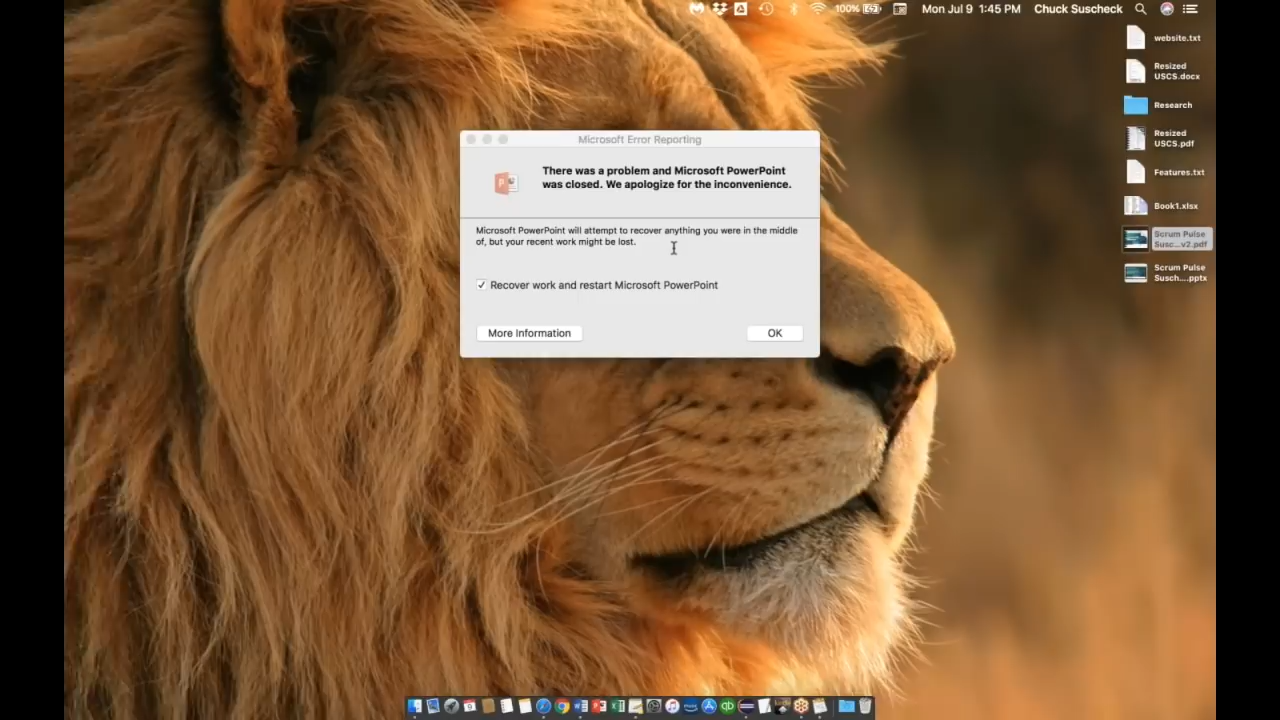 100%
Mon Jul 9 1:45 PM
Chuck Suscheck
website.txt
Resized
USCS.docx
Research
Resized
USCS.pdf
Features.txt
Book1.xlsx
Scrum Pulse
Susc...v2.pdf
Scrum Pulse
Susch....pptx
Microsoft Error Reporting
There was a problem and Microsoft PowerPoint
was closed. We apologize for the inconvenience.
Microsoft PowerPoint will attempt to recover anything you were in the middle
of, but your recent work might be lost.
Recover work and restart Microsoft PowerPoint
More Information
OK